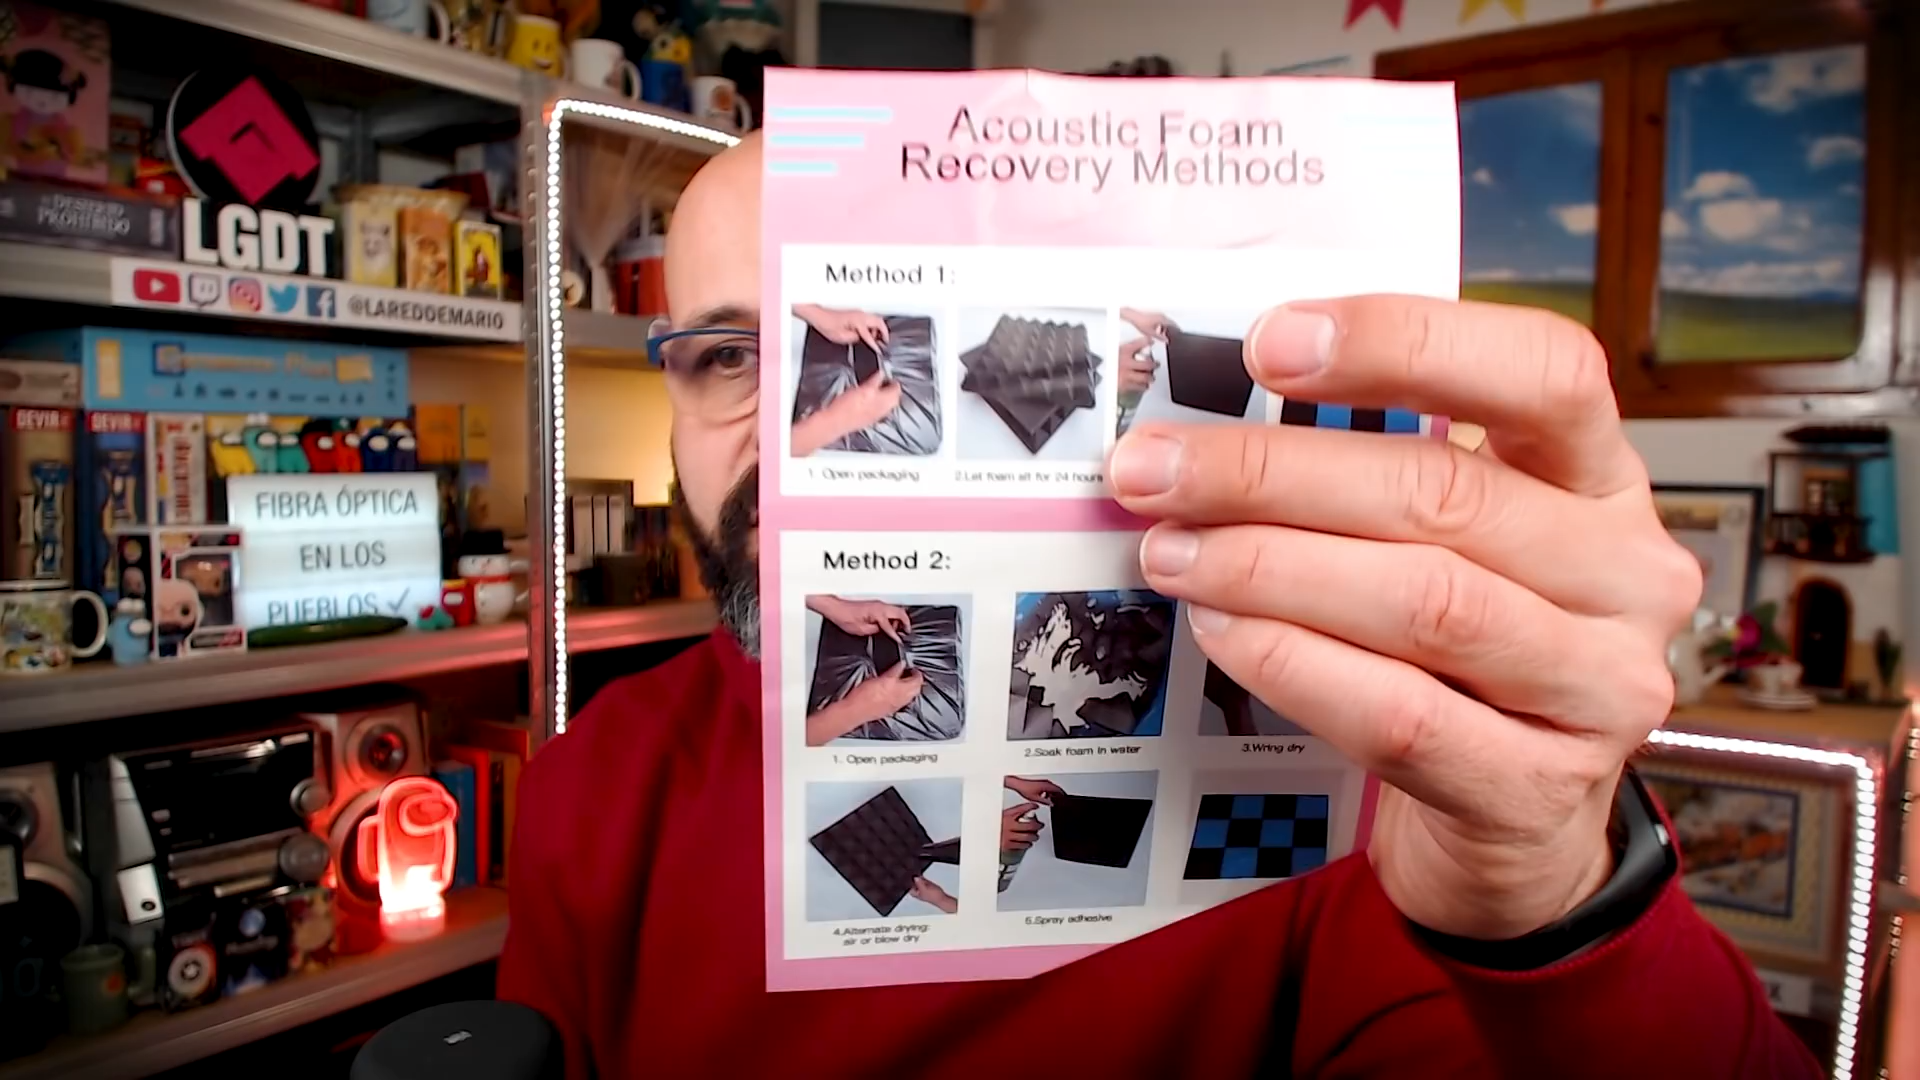 Acoustic Foam
Recovery Methods
Method 1:
1. Open packaging
2.Let foam sit for 24 hours
Method 2:
1. Open packaging
2.Soak foam in water
3.Wring dry
4.Alternate drying:
air or blow dry
5.Spray adhesive
LGDT
@LAREDDEMARIO
PROHIBIDO
DEVIR
DEVIR
FIBRA ÓPTICA
EN LOS
PUEBLOS ✓